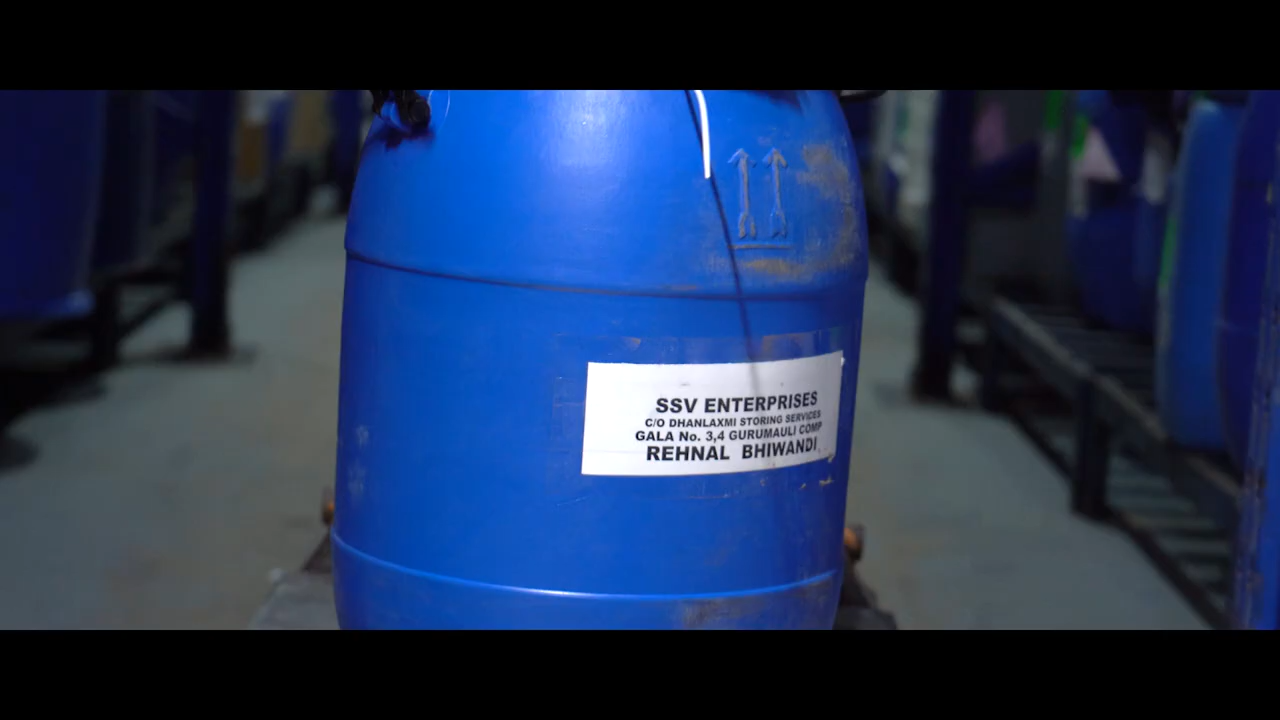 SSV ENTERPRISES
C/O DHANLAXMI STORING SERVICES
GALA No. 3,4 GURUMAULI COMP
REHNAL BHIWANDI